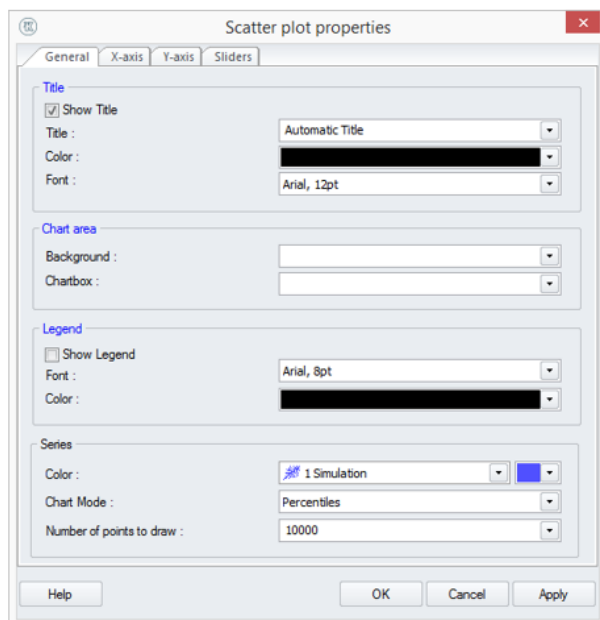 Scatter plot properties
General X-axis Y-axis Sliders
Title
Show Title
Title : Automatic Title
Color :
Font : Arial, 12pt
Chart area
Background :
Chartbox :
Legend
Show Legend
Font : Arial, 8pt
Color :
Series
Color : 1 Simulation
Chart Mode : Percentiles
Number of points to draw : 10000
Help OK Cancel Apply